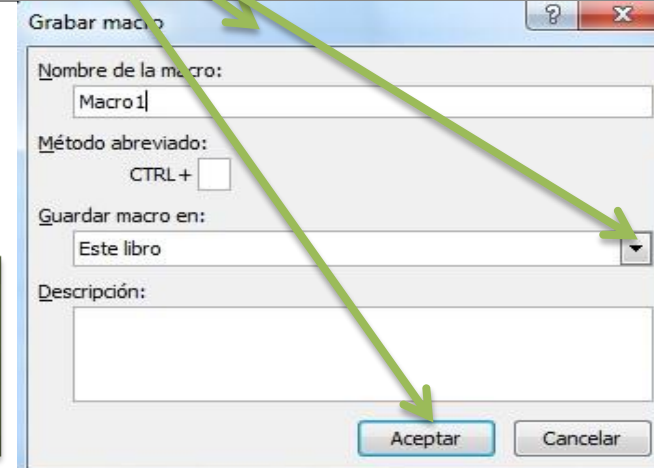 Grabar macro
Nombre de la macro:
Macro1
Método abreviado:
CTRL+
Guardar macro en:
Este libro
Descripción:
Aceptar Cancelar